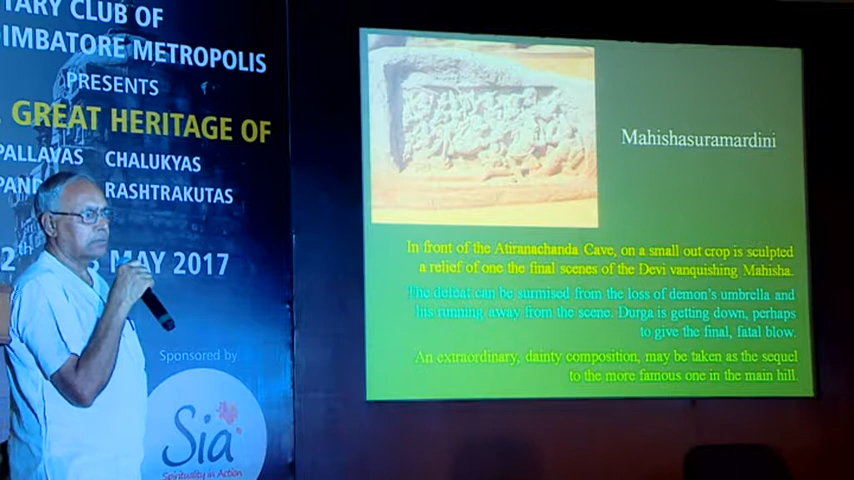 TARY CLUB OF
OIMBATORE METROPOLIS
PRESENTS
GREAT HERITAGE OF
PALLAVAS CHALUKYAS
RASHTRAKUTAS
MAY 2017
Sponsored by
Sia
Spirituality in Action
Mahishasuramardini
In front of the Atiranachanda Cave, on a small out crop is sculpted
a relief of one the final scenes of the Devi vanquishing Mahisha.
The defeat can be surmised from the loss of demon's umbrella and
his running away from the scene. Durga is getting down, perhaps
to give the final, fatal blow.
An extraordinary, dainty composition, may be taken as the sequel
to the more famous one in the main hill.